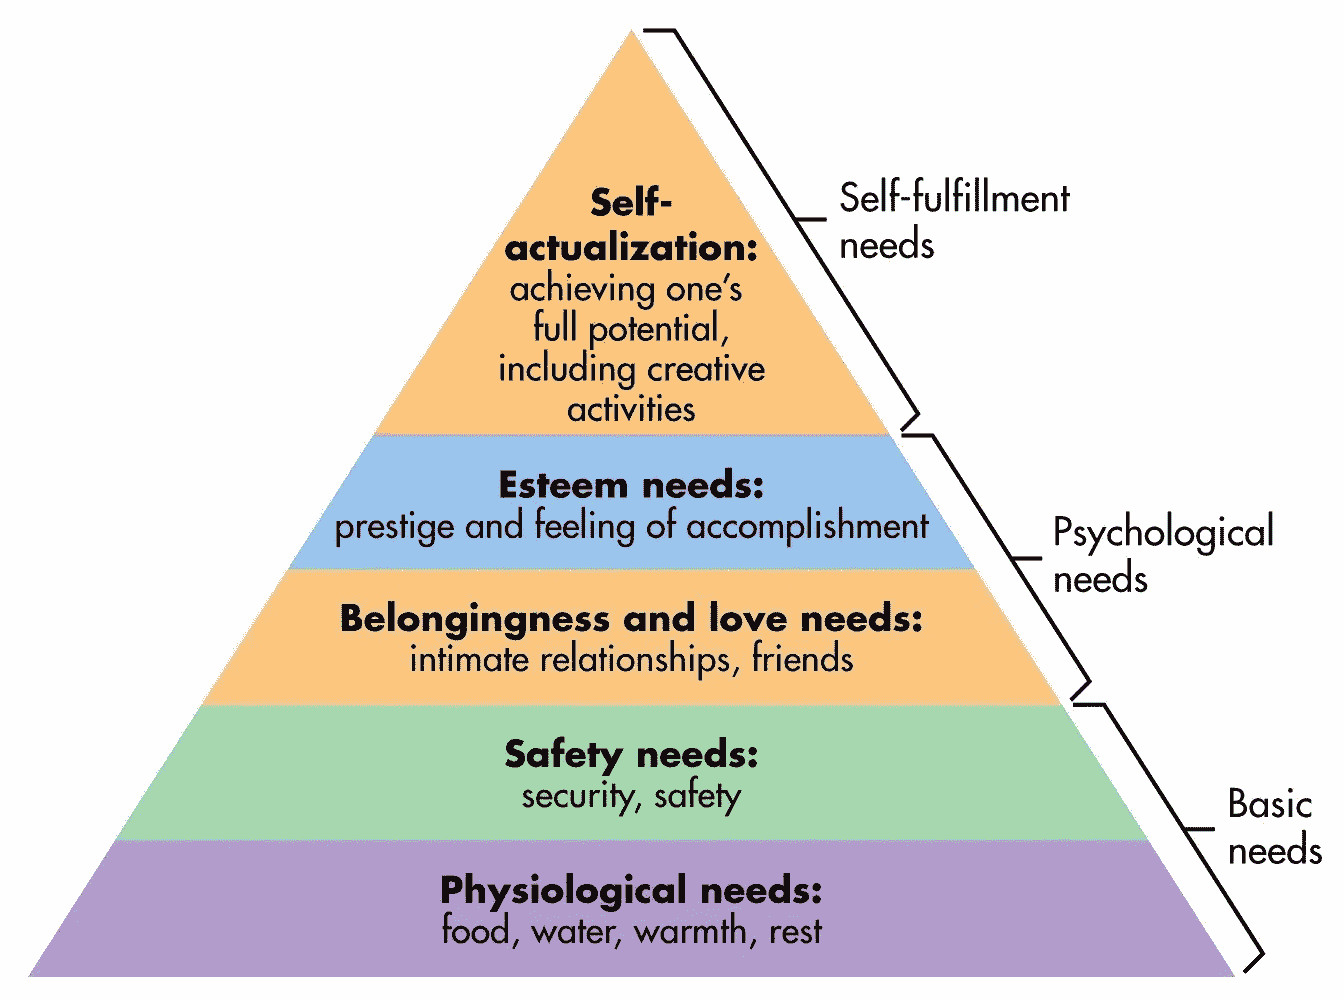 Self-
actualization:
achieving one's
full potential,
including creative
activities
Self-fulfillment
needs
Esteem needs:
prestige and feeling of accomplishment
Belongingness and love needs:
intimate relationships, friends
Psychological
needs
Safety needs:
security, safety
Physiological needs:
food, water, warmth, rest
Basic
needs